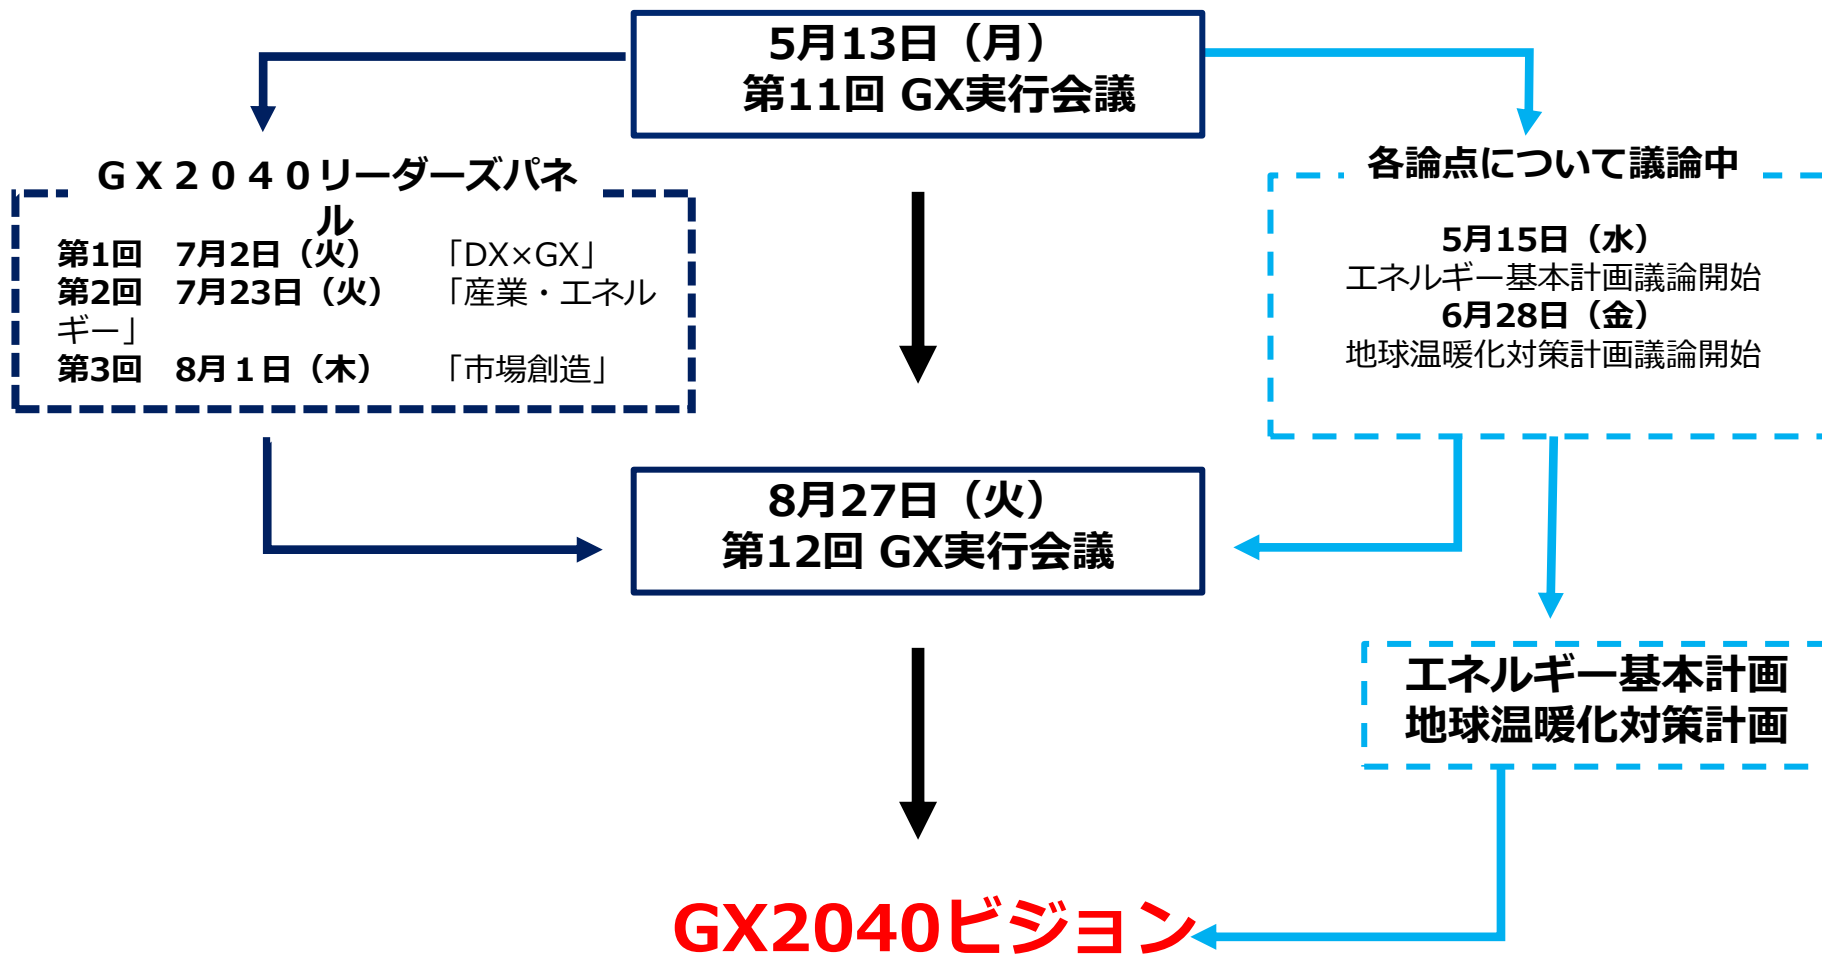 5月13日（月）
第11回 GX実行会議
ＧＸ２０４０リーダーズパネ
ル
第1回　7月2日（火）　　「DX×GX」
第2回　7月23日（火）　　「産業・エネル
ギー」
第3回　8月１日（木）　　「市場創造」
各論点について議論中
5月15日（水）
エネルギー基本計画議論開始
6月28日（金）
地球温暖化対策計画議論開始
8月27日（火）
第12回 GX実行会議
エネルギー基本計画
地球温暖化対策計画
GX2040ビジョン